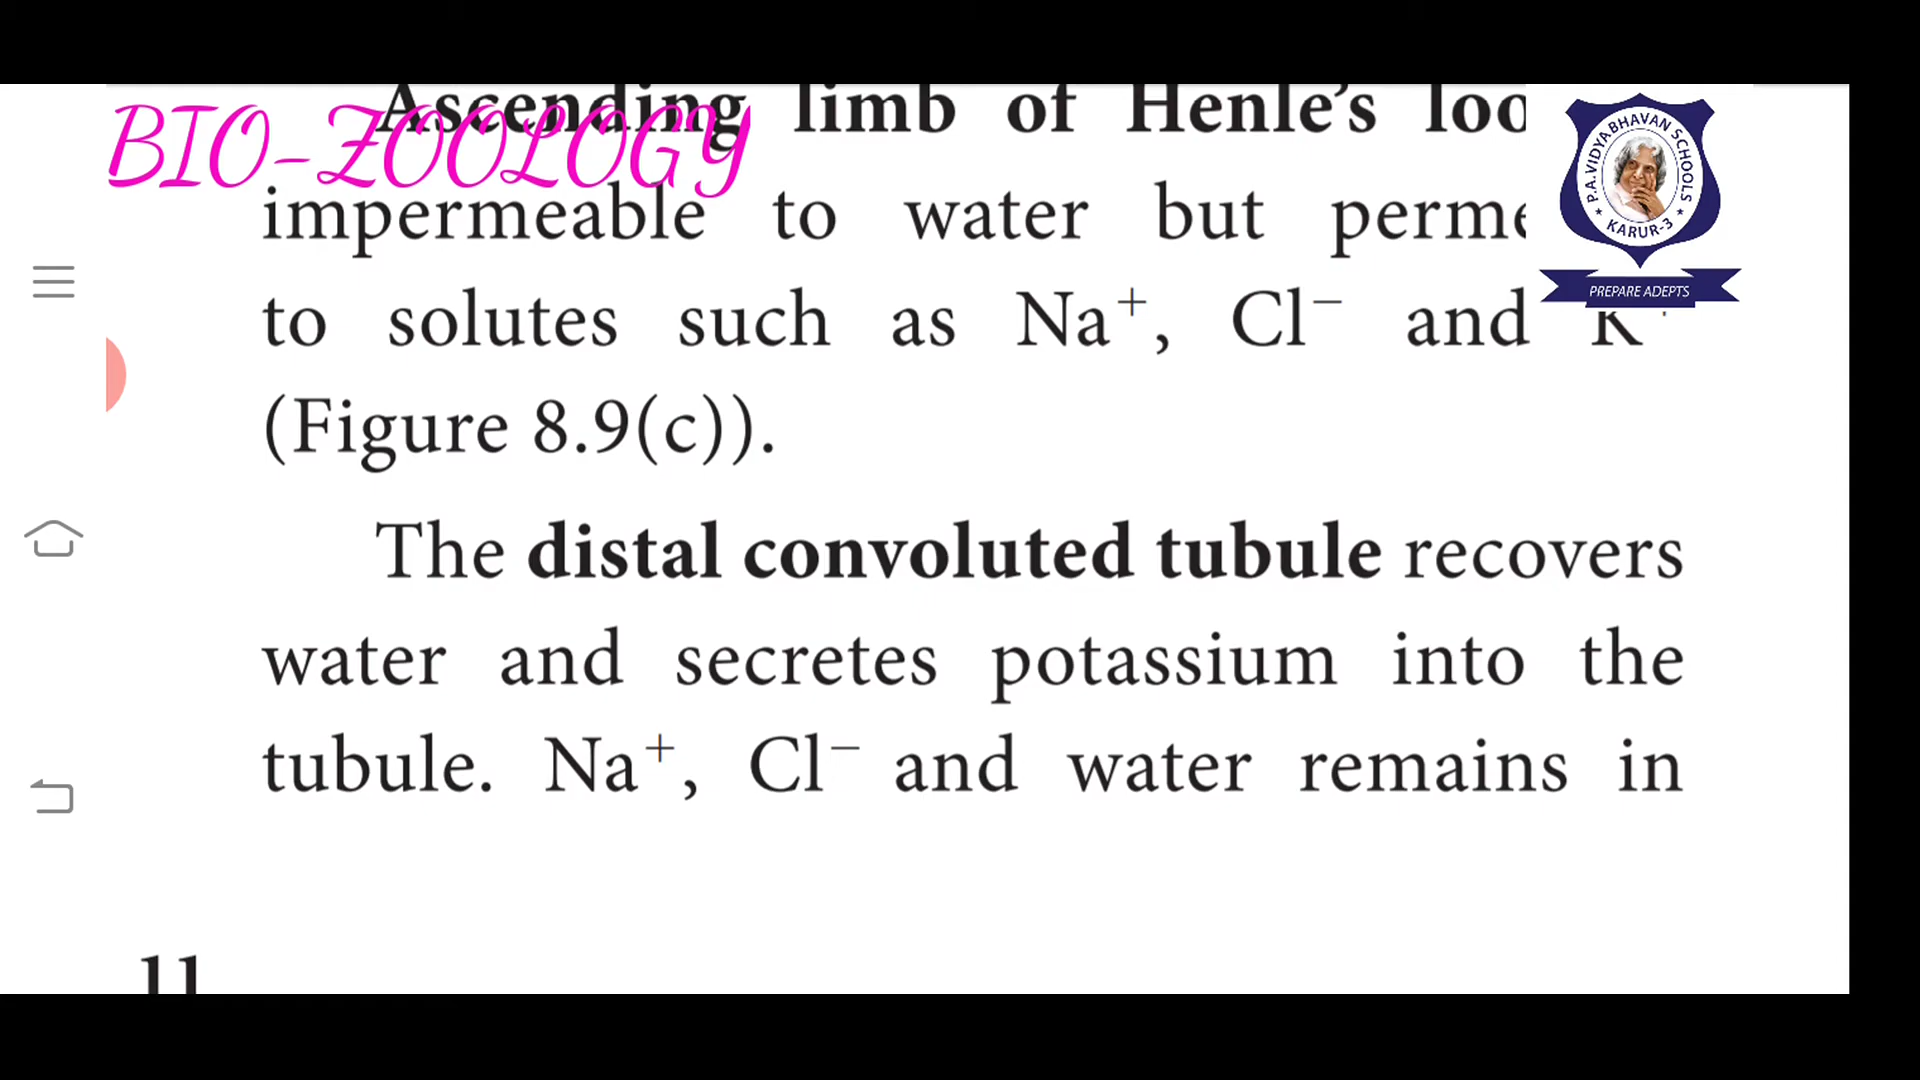 BIO-ZOOLOGY
Ascending limb of Henle's
impermeable to water but
to solutes such as Na⁺, Cl⁻ and K⁺
(Figure 8.9(c)).
The distal convoluted tubule recovers
water and secretes potassium into the
tubule. Na⁺, Cl⁻ and water remains in
P.A.VIDYA BHAVAN SCHOOLS
KARUR-3
PREPARE ADEPTS